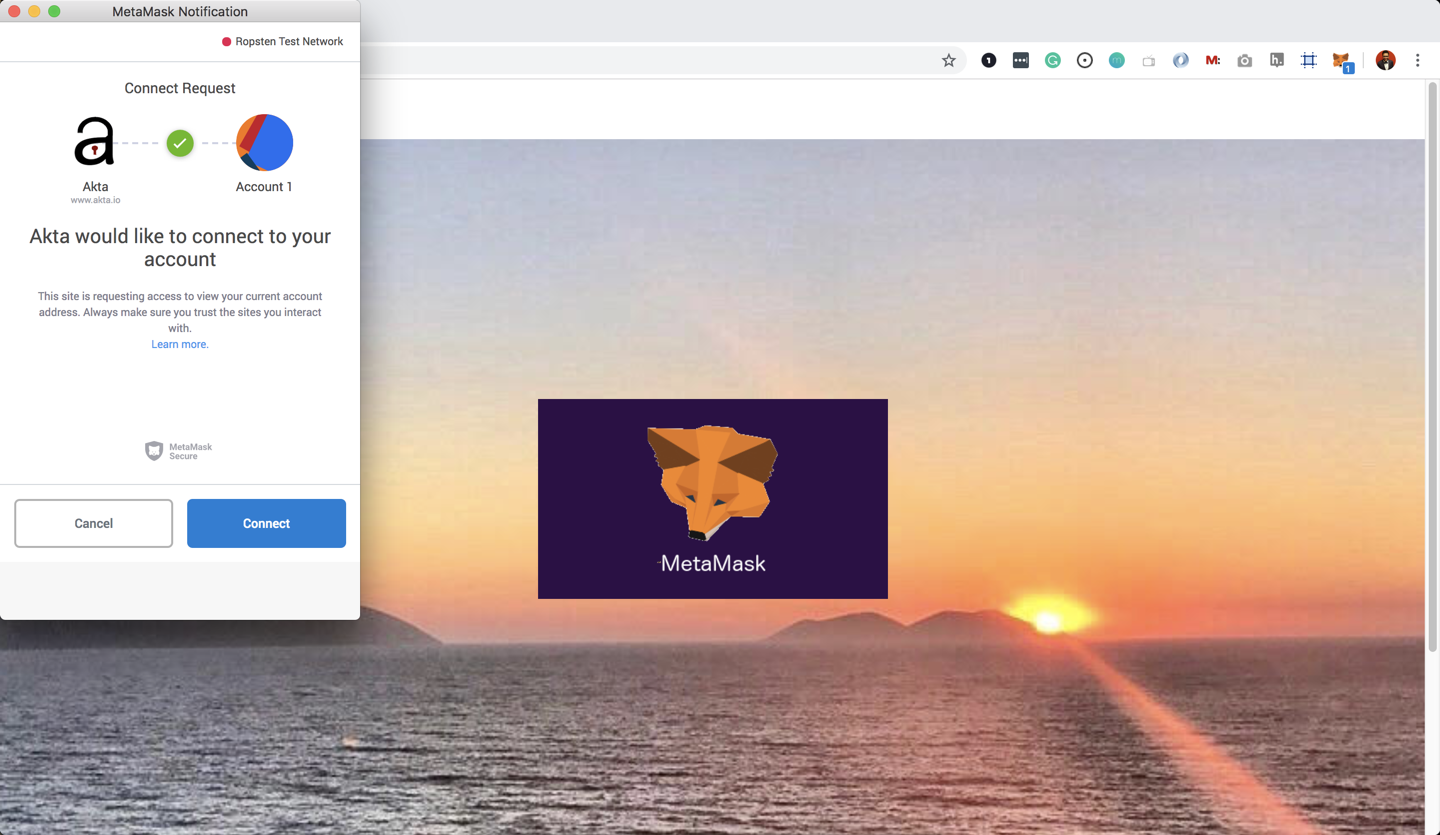 MetaMask Notification
Ropsten Test Network
Connect Request
a
Akta
Account 1
www.akta.io
Akta would like to connect to your
account
This site is requesting access to view your current account
address. Always make sure you trust the sites you interact
with.
Learn more.
MetaMask
Secure
Cancel
Connect
1
G
m
M:
h.
1
MetaMask